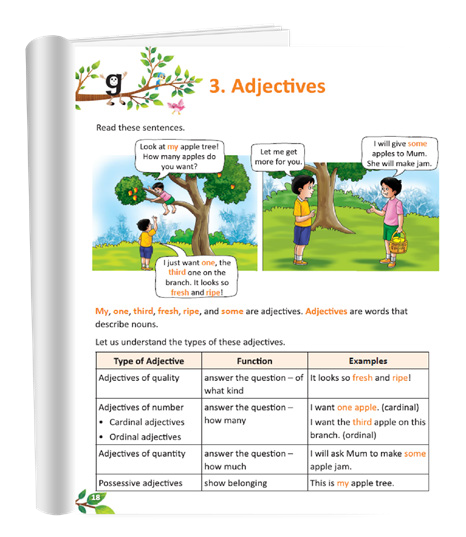 g
3. Adjectives
Read these sentences.
Look at my apple tree!
How many apples do
you want?
I just want one, the
third one on the
branch. It looks so
fresh and ripe!
Let me get
more for you.
I will give some
apples to Mum.
She will make jam.
My, one, third, fresh, ripe, and some are adjectives. Adjectives are words that
describe nouns.
Let us understand the types of these adjectives.
Type of Adjective Function Examples
Adjectives of quality answer the question – of It looks so fresh and ripe!
what kind
Adjectives of number answer the question – I want one apple. (cardinal)
• Cardinal adjectives how many I want the third apple on this
• Ordinal adjectives branch. (ordinal)
Adjectives of quantity answer the question – I will ask Mum to make some
how much apple jam.
Possessive adjectives show belonging This is my apple tree.
18